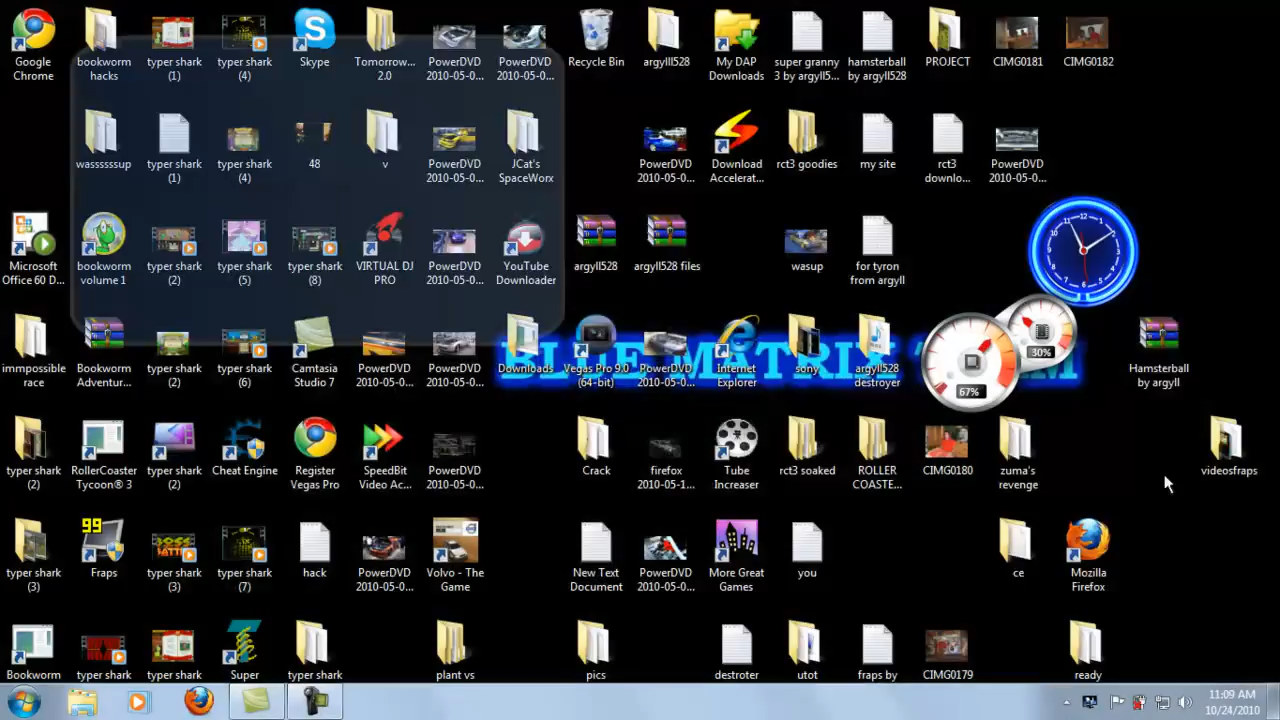 Google
Chrome
bookworm
hacks
typer shark
(1)
typer shark
(4)
Skype
Tomorrow...
2.0
PowerDVD
2010-05-0...
PowerDVD
2010-05-0...
Recycle Bin
argylll528
My DAP
Downloads
super granny
3 by argyll5...
hamsterball
by argyll528
PROJECT
CIMG0181
CIMG0182
wassssssup
typer shark
(1)
typer shark
(4)
48
v
PowerDVD
2010-05-0...
JCat's
SpaceWorx
PowerDVD
2010-05-0...
Download
Accelerat...
rct3 goodies
my site
rct3
downlo...
PowerDVD
2010-05-0...
Microsoft
Office 60 D...
bookworm
volume 1
typer shark
(2)
typer shark
(5)
typer shark
(8)
VIRTUAL DJ
PRO
PowerDVD
2010-05-0...
YouTube
Downloader
argyll528
argyll528 files
wasup
for tyron
from argyll
immpossible
race
Bookworm
Adventur...
typer shark
(2)
typer shark
(6)
Camtasia
Studio 7
PowerDVD
2010-05-0...
PowerDVD
2010-05-0...
Downloads
Vegas Pro 9.0
(64-bit)
PowerDVD
2010-05-0...
Internet
Explorer
sony
argyll528
destroyer
BLUE MATRIX
67%
30%
Hamsterball
by argyll
typer shark
(2)
RollerCoaster
Tycoon® 3
typer shark
(2)
Cheat Engine
Register
Vegas Pro
SpeedBit
Video Ac...
PowerDVD
2010-05-0...
Crack
firefox
2010-05-1...
Tube
Increaser
rct3 soaked
ROLLER
COASTE...
CIMG0180
zuma's
revenge
videosfraps
typer shark
(3)
99
Fraps
typer shark
(3)
typer shark
(7)
hack
PowerDVD
2010-05-0...
Volvo - The
Game
New Text
Document
PowerDVD
2010-05-0...
More Great
Games
you
ce
Mozilla
Firefox
Bookworm
typer shark
typer shark
Super
typer shark
plant vs
pics
destroter
utot
fraps by
CIMG0179
ready
11:09 AM
10/24/2010